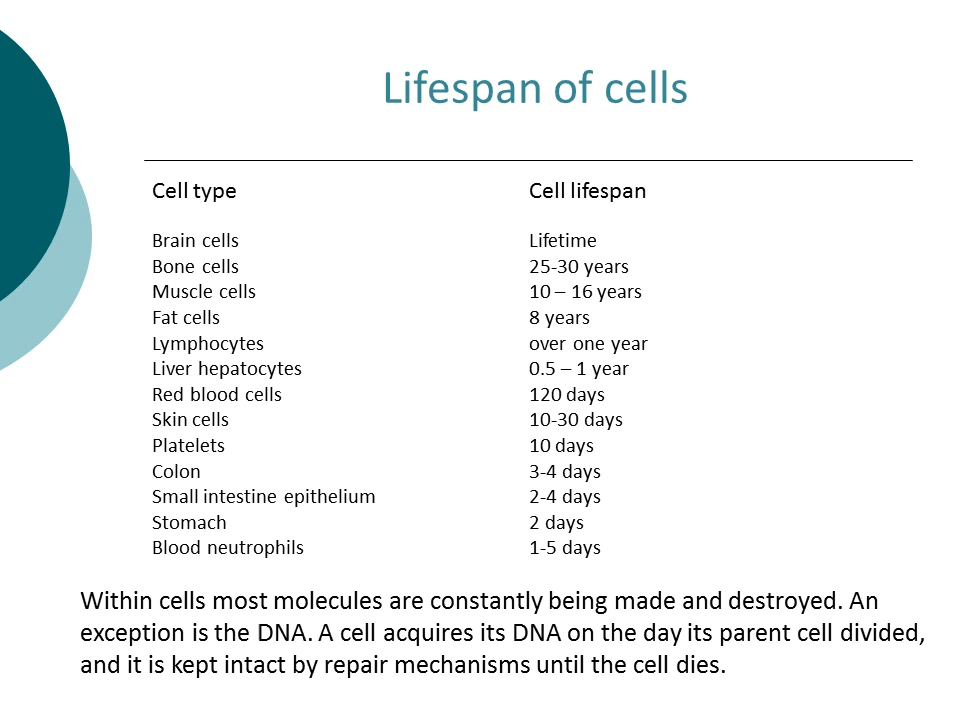 Lifespan of cells
Cell type Cell lifespan
Brain cells Lifetime
Bone cells 25-30 years
Muscle cells 10 – 16 years
Fat cells 8 years
Lymphocytes over one year
Liver hepatocytes 0.5 – 1 year
Red blood cells 120 days
Skin cells 10-30 days
Platelets 10 days
Colon 3-4 days
Small intestine epithelium 2-4 days
Stomach 2 days
Blood neutrophils 1-5 days
Within cells most molecules are constantly being made and destroyed. An
exception is the DNA. A cell acquires its DNA on the day its parent cell divided,
and it is kept intact by repair mechanisms until the cell dies.